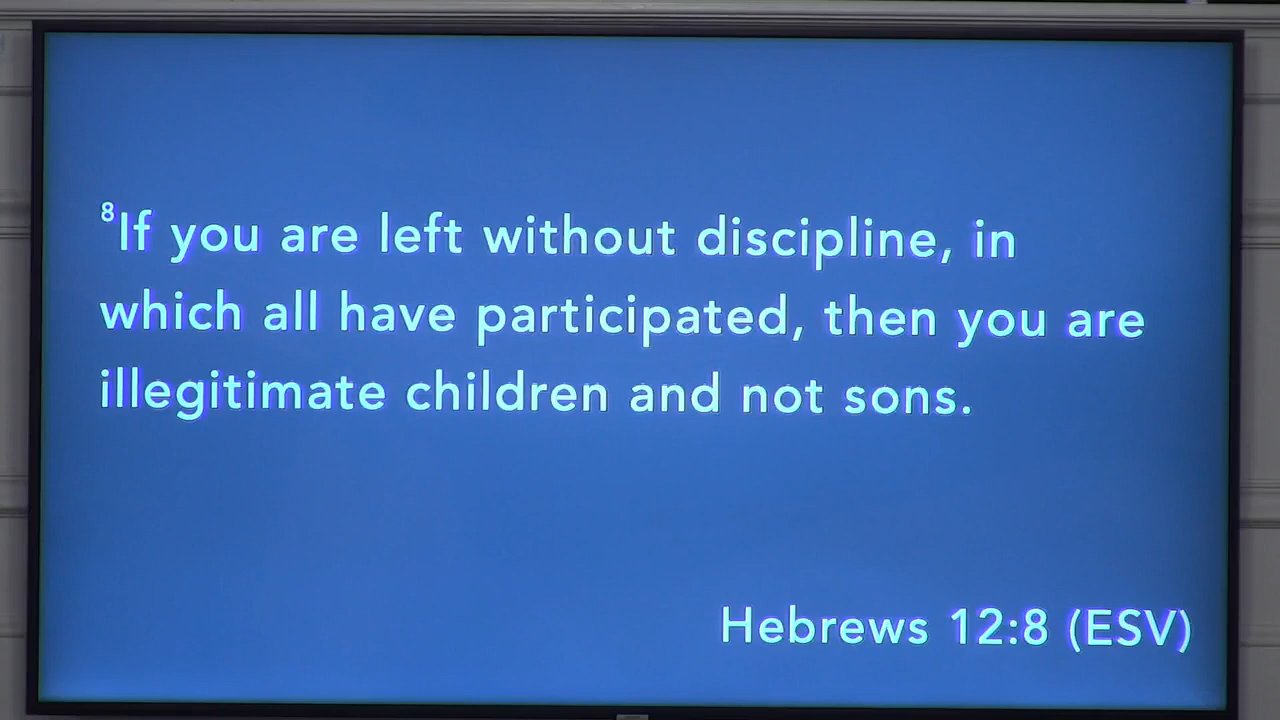 ⁸If you are left without discipline, in
which all have participated, then you are
illegitimate children and not sons.
Hebrews 12:8 (ESV)